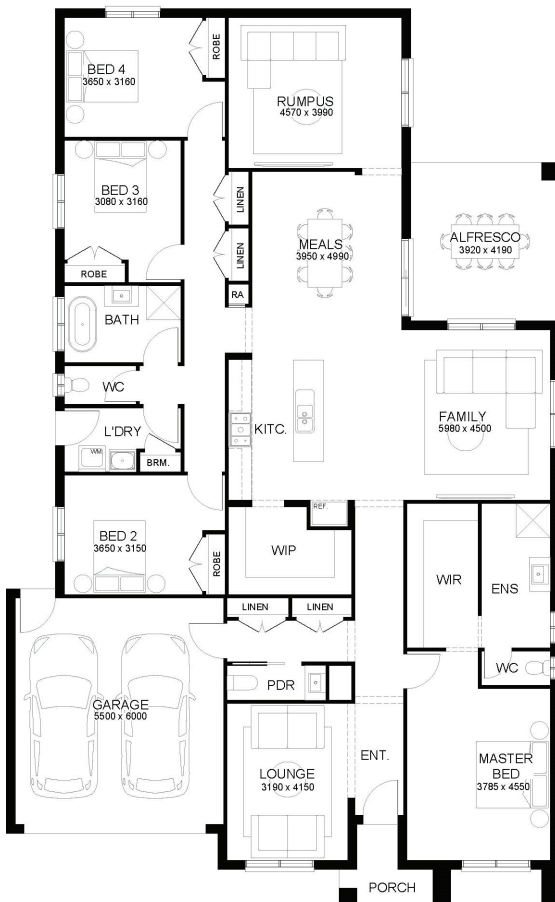 ROBE
BED 4
3650 x 3160
RUMPUS
4570 x 3990
BED 3
3080 x 3160
LINEN
LINEN
MEALS
3950 x 4990
ALFRESCO
3920 x 4190
ROBE
RA
BATH
WC
L'DRY
WM
BRM.
KITC.
FAMILY
5980 x 4500
BED 2
3650 x 3150
ROBE
REF
WIP
WIR
ENS
LINEN
LINEN
WC
PDR
GARAGE
5500 x 6000
LOUNGE
3190 x 4150
ENT.
MASTER
BED
3785 x 4550
PORCH